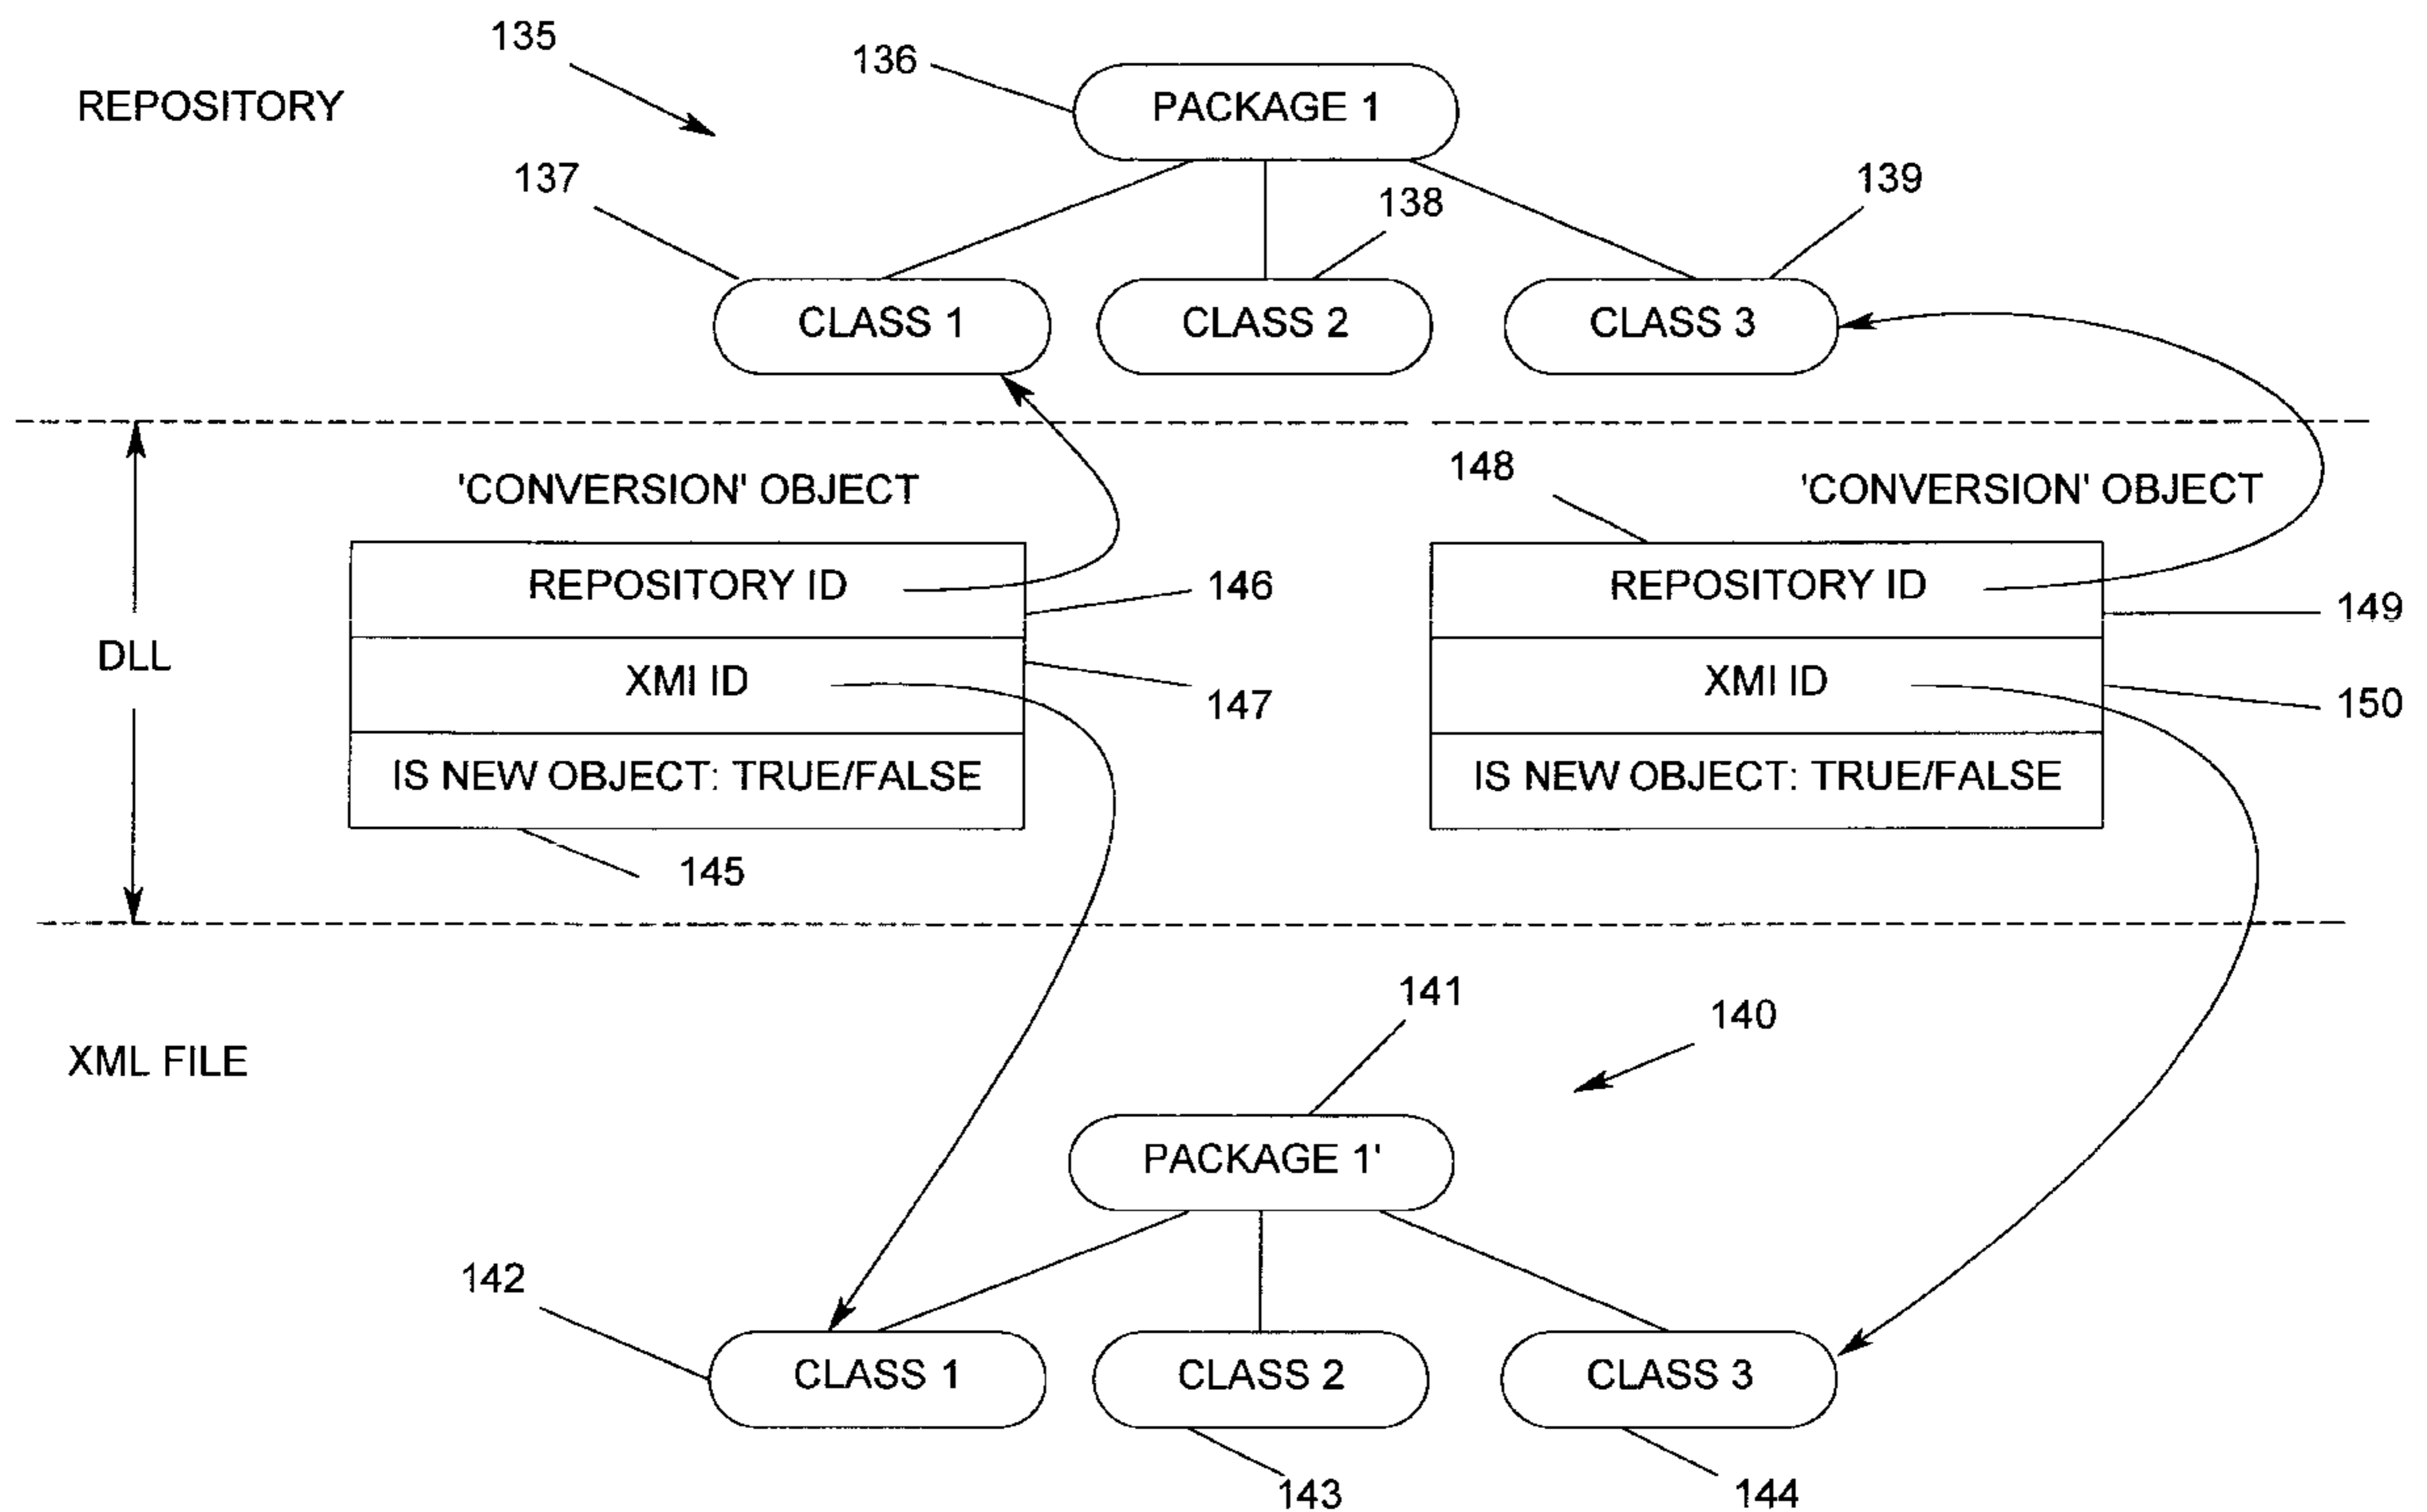 135
136
PACKAGE 1
REPOSITORY
137
138
139
CLASS 1
CLASS 2
CLASS 3
148
'CONVERSION' OBJECT
'CONVERSION' OBJECT
REPOSITORY ID
146
REPOSITORY ID
149
DLL
XMI ID
147
XMI ID
150
IS NEW OBJECT: TRUE/FALSE
IS NEW OBJECT: TRUE/FALSE
145
141
140
XML FILE
PACKAGE 1'
142
CLASS 1
CLASS 2
CLASS 3
143
144